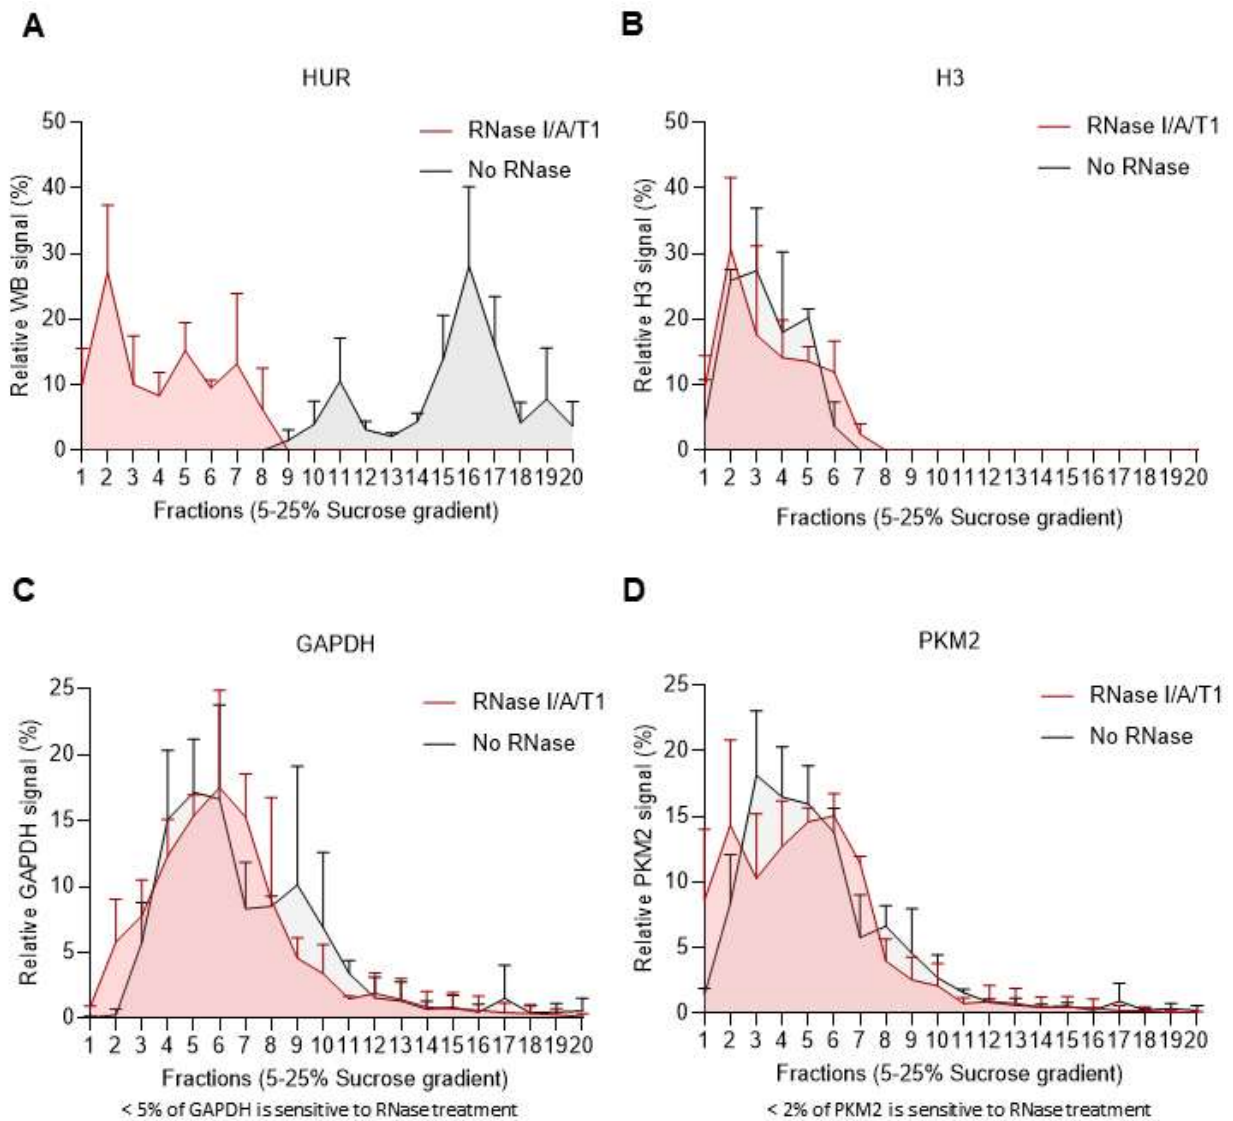 A
HUR
50
40
30
20
10
0
Relative WB signal (%)
RNase I/A/T1
No RNase
1 2 3 4 5 6 7 8 9 10 11 12 13 14 15 16 17 18 19 20
Fractions (5-25% Sucrose gradient)
B
H3
50
40
30
20
10
0
Relative H3 signal (%)
RNase I/A/T1
No RNase
1 2 3 4 5 6 7 8 9 10 11 12 13 14 15 16 17 18 19 20
Fractions (5-25% Sucrose gradient)
C
GAPDH
25
20
15
10
5
0
Relative GAPDH signal (%)
RNase I/A/T1
No RNase
1 2 3 4 5 6 7 8 9 10 11 12 13 14 15 16 17 18 19 20
Fractions (5-25% Sucrose gradient)
< 5% of GAPDH is sensitive to RNase treatment
D
PKM2
25
20
15
10
5
0
Relative PKM2 signal (%)
RNase I/A/T1
No RNase
1 2 3 4 5 6 7 8 9 10 11 12 13 14 15 16 17 18 19 20
Fractions (5-25% Sucrose gradient)
< 2% of PKM2 is sensitive to RNase treatment